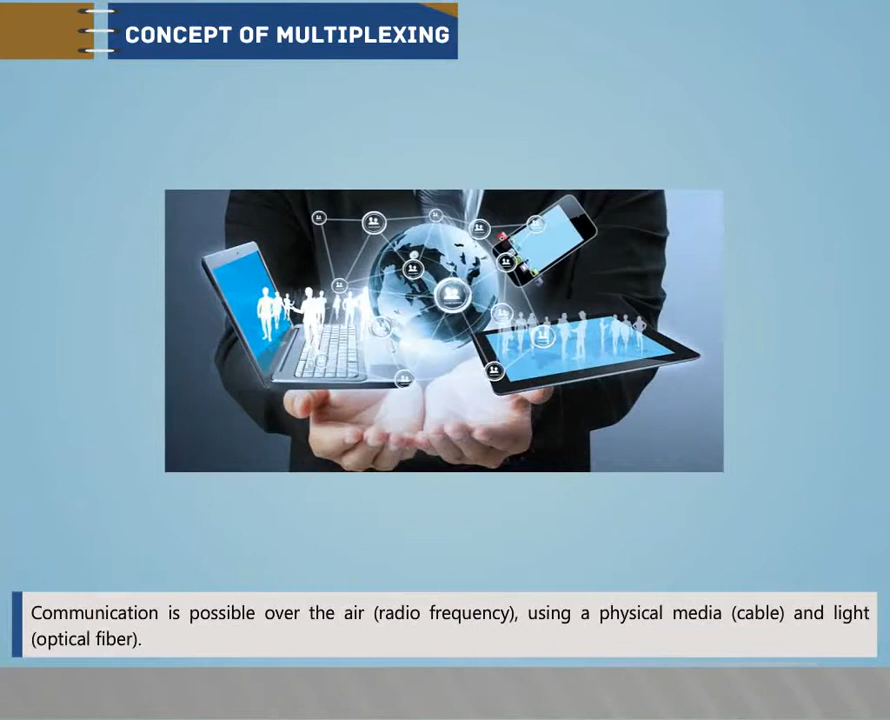 CONCEPT OF MULTIPLEXING
Communication is possible over the air (radio frequency), using a physical media (cable) and light
(optical fiber).